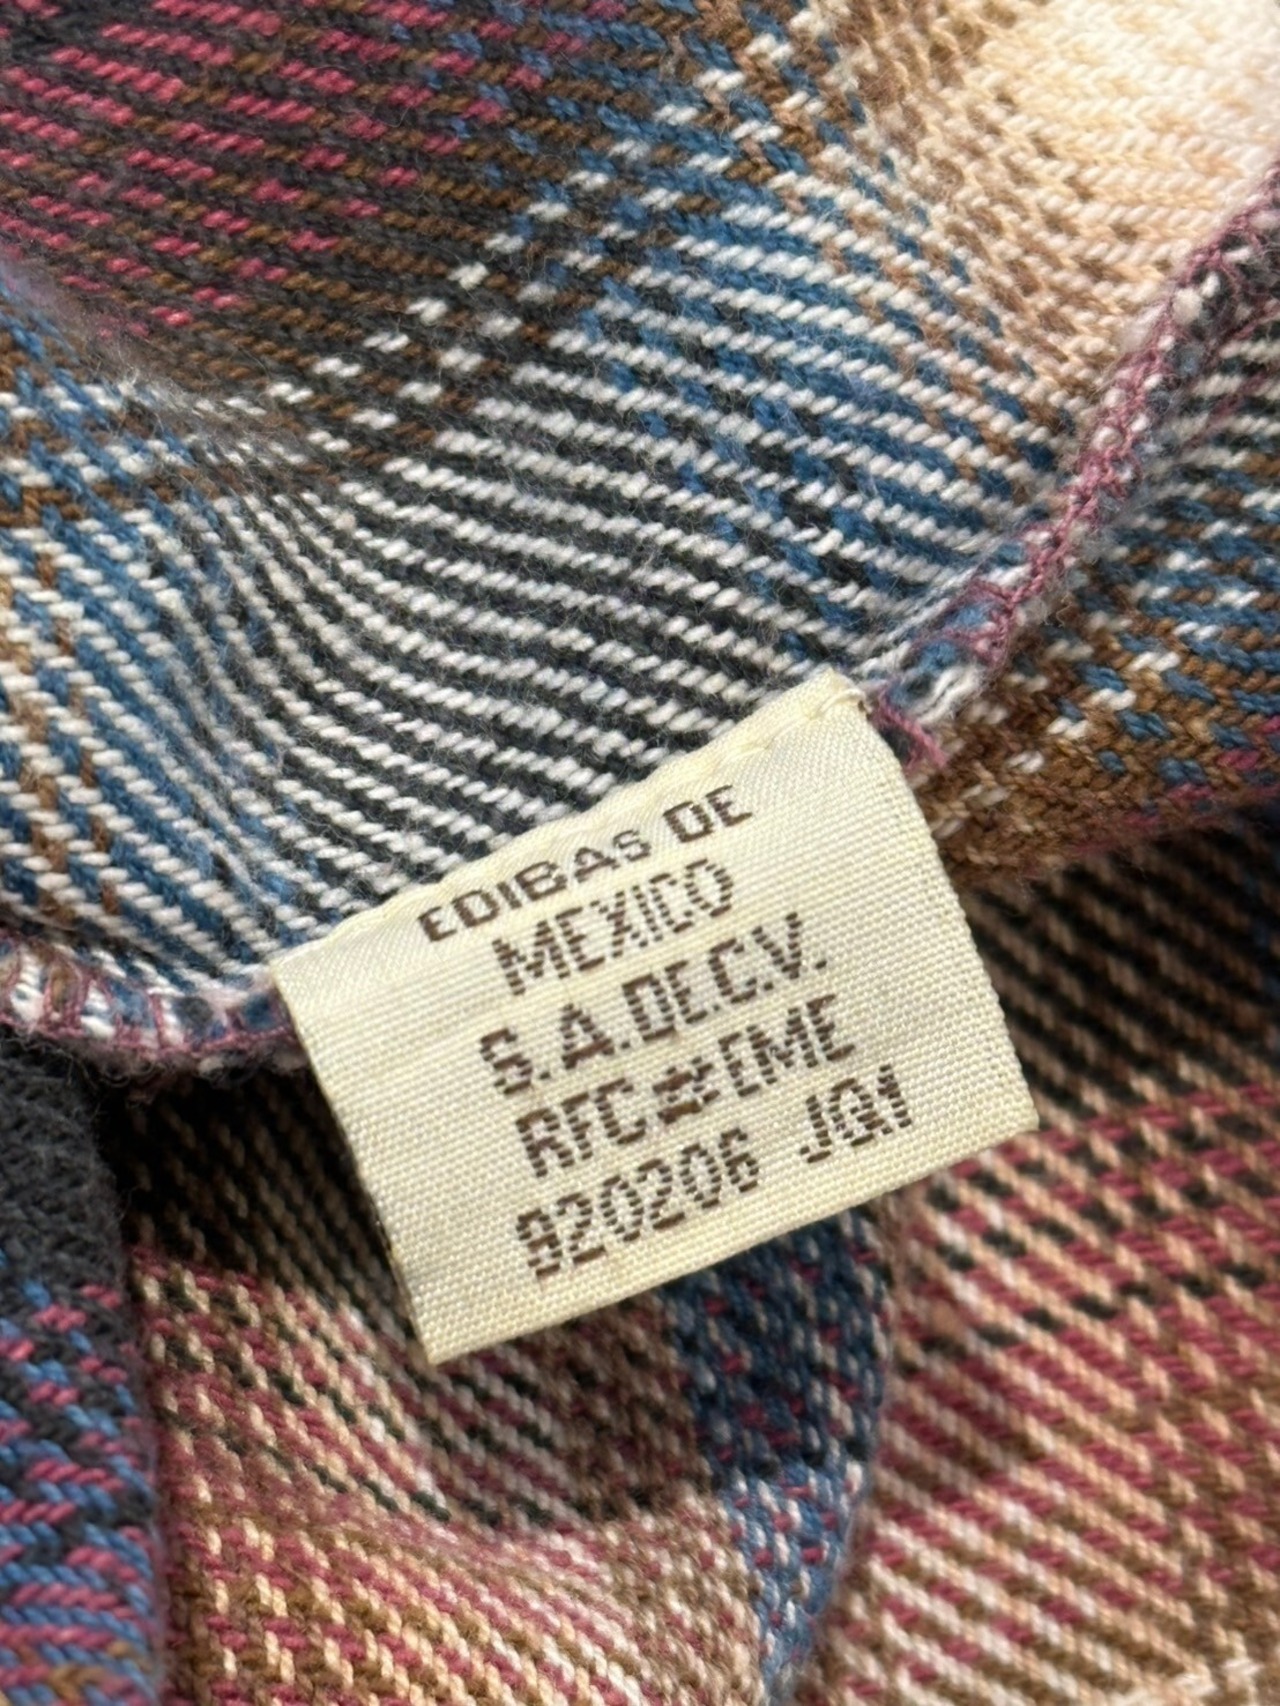 EDIBAS DE
MEXICO
S.A.DE.C.V.
RFC EME
920206 JQ1